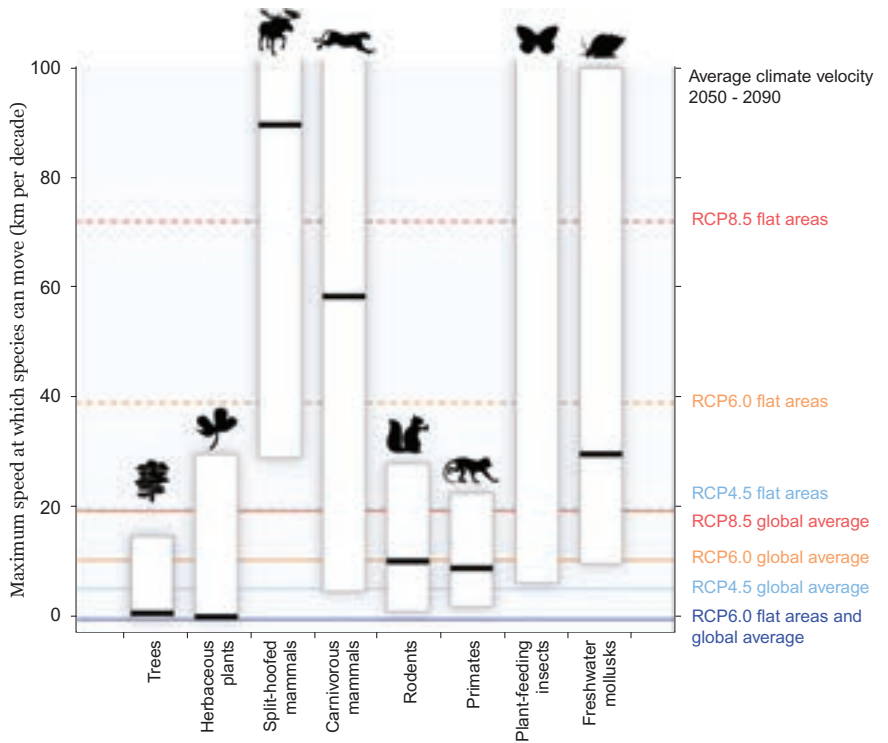 Maximum speed at which species can move (km per decade)
100
80
60
40
20
0
Average climate velocity
2050 - 2090
RCP8.5 flat areas
RCP6.0 flat areas
RCP4.5 flat areas
RCP8.5 global average
RCP6.0 global average
RCP4.5 global average
RCP6.0 flat areas and
global average
Trees
Herbaceous
plants
Split-hoofed
mammals
Carnivorous
mammals
Rodents
Primates
Plant-feeding
insects
Freshwater
mollusks